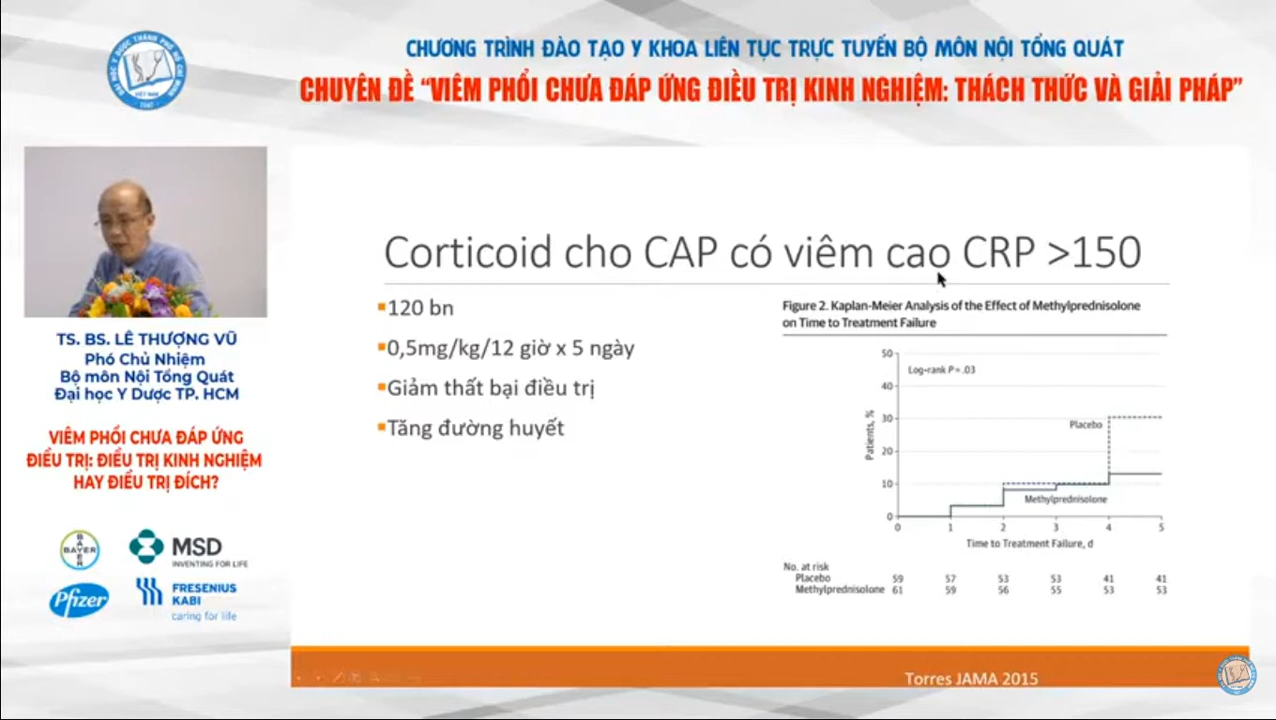 CHƯƠNG TRÌNH ĐÀO TẠO Y KHOA LIÊN TỤC TRỰC TUYẾN BỘ MÔN NỘI TỔNG QUÁT
CHUYÊN ĐỀ “VIÊM PHỔI CHƯA ĐÁP ỨNG ĐIỀU TRỊ KINH NGHIỆM: THÁCH THỨC VÀ GIẢI PHÁP”
TS. BS. LÊ THƯỢNG VŨ
Phó Chủ Nhiệm
Bộ môn Nội Tổng Quát
Đại học Y Dược TP. HCM
VIÊM PHỔI CHƯA ĐÁP ỨNG
ĐIỀU TRỊ: ĐIỀU TRỊ KINH NGHIỆM
HAY ĐIỀU TRỊ ĐÍCH?
BAYER
BAYER
MSD
INVENTING FOR LIFE
Pfizer
FRESENIUS
KABI
caring for life
Corticoid cho CAP có viêm cao CRP >150
120 bn
0,5mg/kg/12 giờ x 5 ngày
Giảm thất bại điều trị
Tăng đường huyết
Figure 2. Kaplan-Meier Analysis of the Effect of Methylprednisolone
on Time to Treatment Failure
Log-rank P = .03
Patients, %
50
40
30
20
10
0
Placebo
Methylprednisolone
0 1 2 3 4 5
Time to Treatment Failure, d
No. at risk
Placebo 59 57 53 53 41 41
Methylprednisolone 61 59 56 55 53 53
Torres JAMA 2015